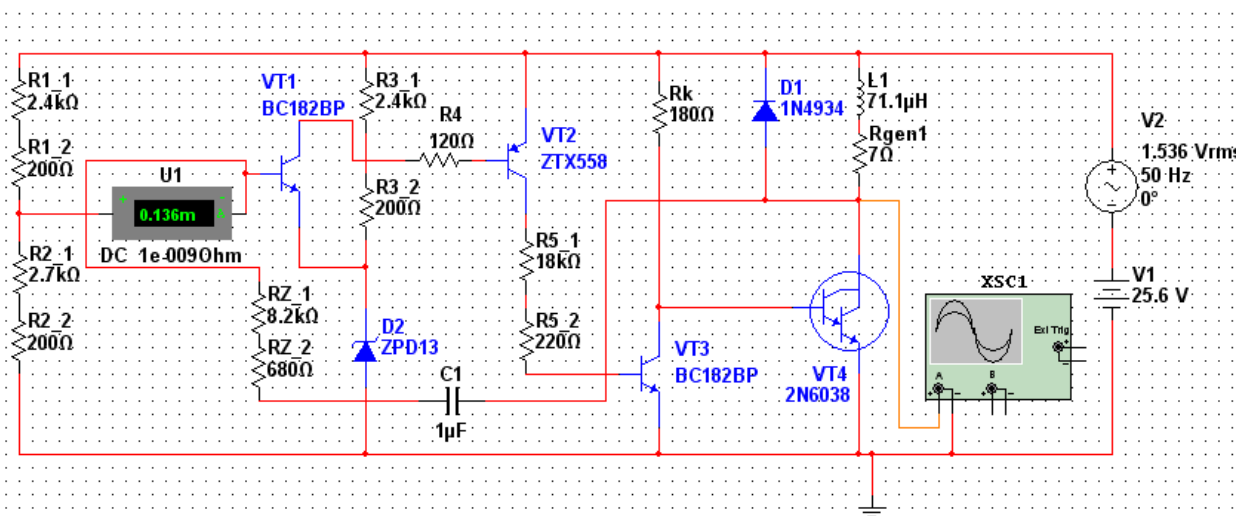 R1_1
2.4kΩ
R1_2
200Ω
R2_1
2.7kΩ
R2_2
200Ω
U1
+
-
0.136m
A
DC 1e-009Ohm
VT1
BC182BP
R3_1
2.4kΩ
R3_2
200Ω
RZ_1
8.2kΩ
RZ_2
680Ω
D2
ZPD13
C1
1µF
R4
120Ω
VT2
ZTX558
R5_1
18kΩ
R5_2
220Ω
Rk
180Ω
VT3
BC182BP
D1
1N4934
L1
71.1µH
Rgen1
7Ω
VT4
2N6038
XSC1
Ext Trig
+
-
A
B
+
-
+
-
V2
1.536 Vrms
50 Hz
0°
V1
25.6 V